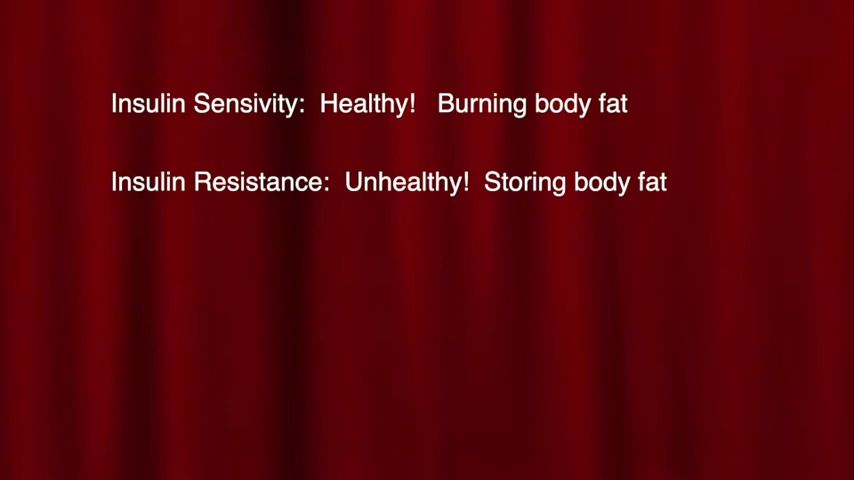 Insulin Sensivity: Healthy! Burning body fat
Insulin Resistance: Unhealthy! Storing body fat